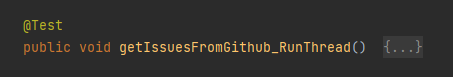 @Test
public void getIssuesFromGithub_RunThread() {...}